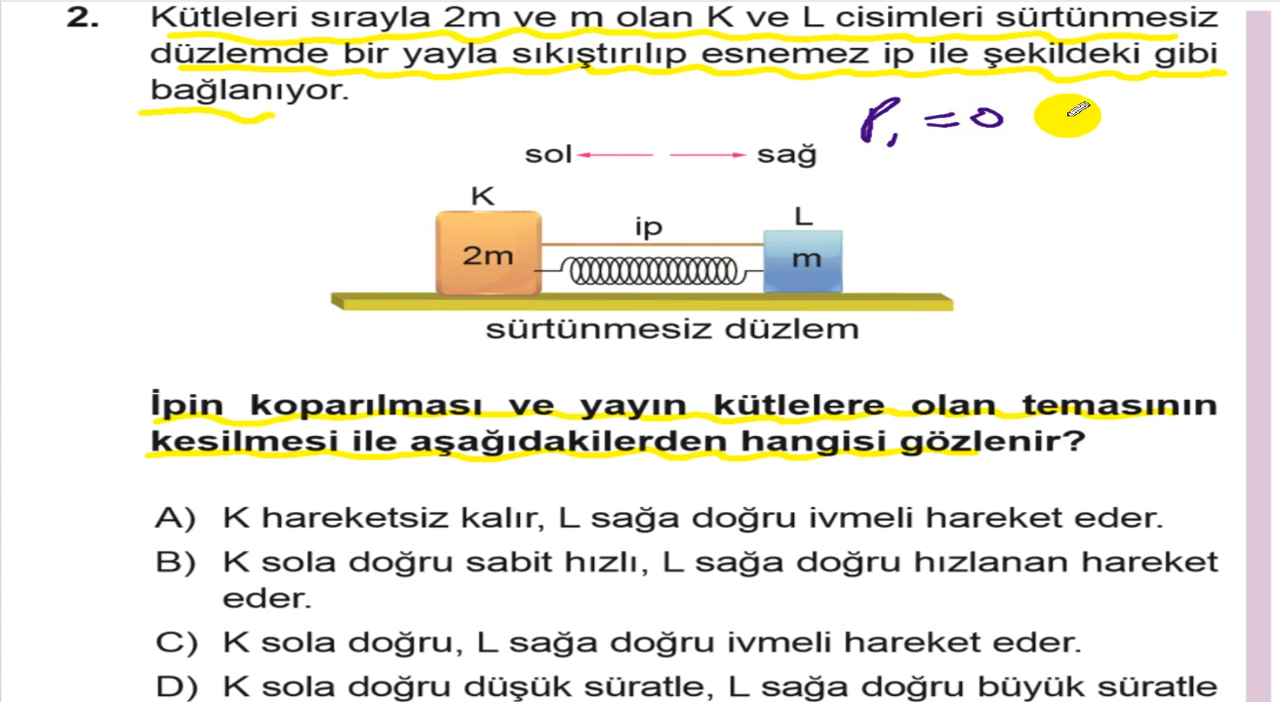 2. Kütleleri sırayla 2m ve m olan K ve L cisimleri sürtünmesiz
düzlemde bir yayla sıkıştırılıp esnemez ip ile şekildeki gibi
bağlanıyor.
P₁ = 0
sol sağ
K
L
ip
2m
m
sürtünmesiz düzlem
İpin koparılması ve yayın kütlelere olan temasının
kesilmesi ile aşağıdakilerden hangisi gözlenir?
A) K hareketsiz kalır, L sağa doğru ivmeli hareket eder.
B) K sola doğru sabit hızlı, L sağa doğru hızlanan hareket
eder.
C) K sola doğru, L sağa doğru ivmeli hareket eder.
D) K sola doğru düşük süratle, L sağa doğru büyük süratle